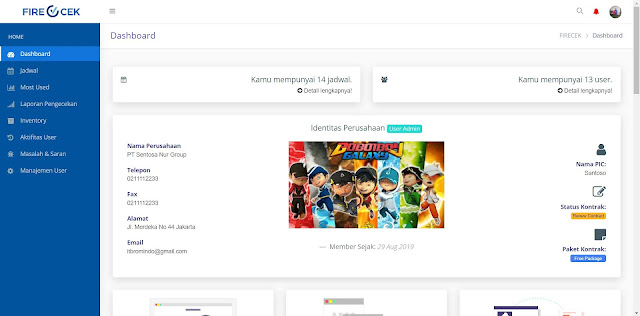 FIRECEK
HOME
Dashboard
Jadwal
Most Used
Laporan Pengecekan
Inventory
Aktifitas User
Masalah & Saran
Manajemen User
Dashboard
FIRECEK
Dashboard
Kamu mempunyai 14 jadwal.
Detail lengkapnya!
Kamu mempunyai 13 user.
Detail lengkapnya!
Identitas Perusahaan User Admin
Nama Perusahaan
PT Sentosa Nur Group
Telepon
0211112233
Fax
0211112233
Alamat
Jl. Merdeka No 44 Jakarta
Email
tibromindo@gmail.com
BOBOIBOY
GALAXY
— Member Sejak: 29 Aug 2019
Nama PIC:
Santoso
Status Kontrak:
Review Contract
Paket Kontrak:
Free Package